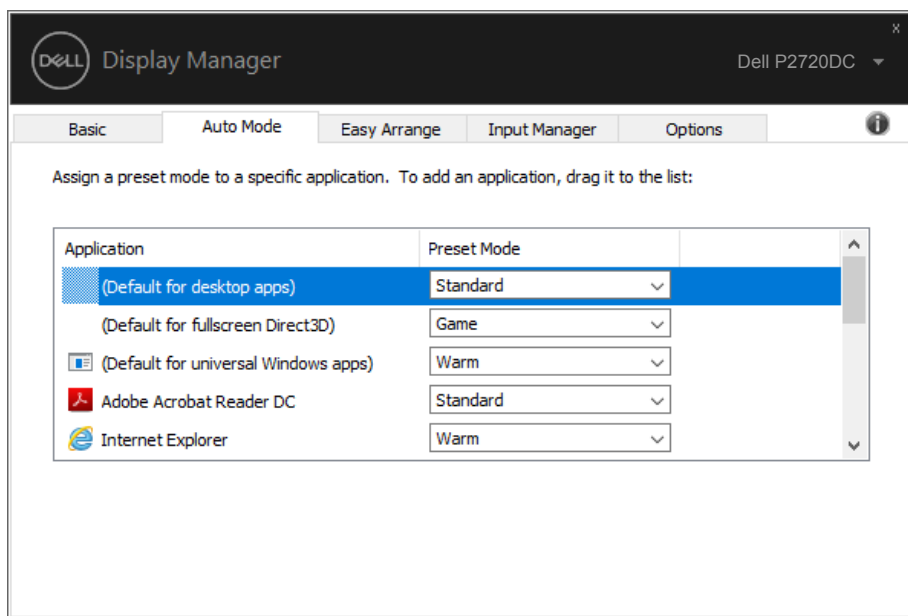 x
DELL Display Manager Dell P2720DC
Basic Auto Mode Easy Arrange Input Manager Options i
Assign a preset mode to a specific application. To add an application, drag it to the list:
Application Preset Mode
(Default for desktop apps) Standard
(Default for fullscreen Direct3D) Game
(Default for universal Windows apps) Warm
Adobe Acrobat Reader DC Standard
Internet Explorer Warm